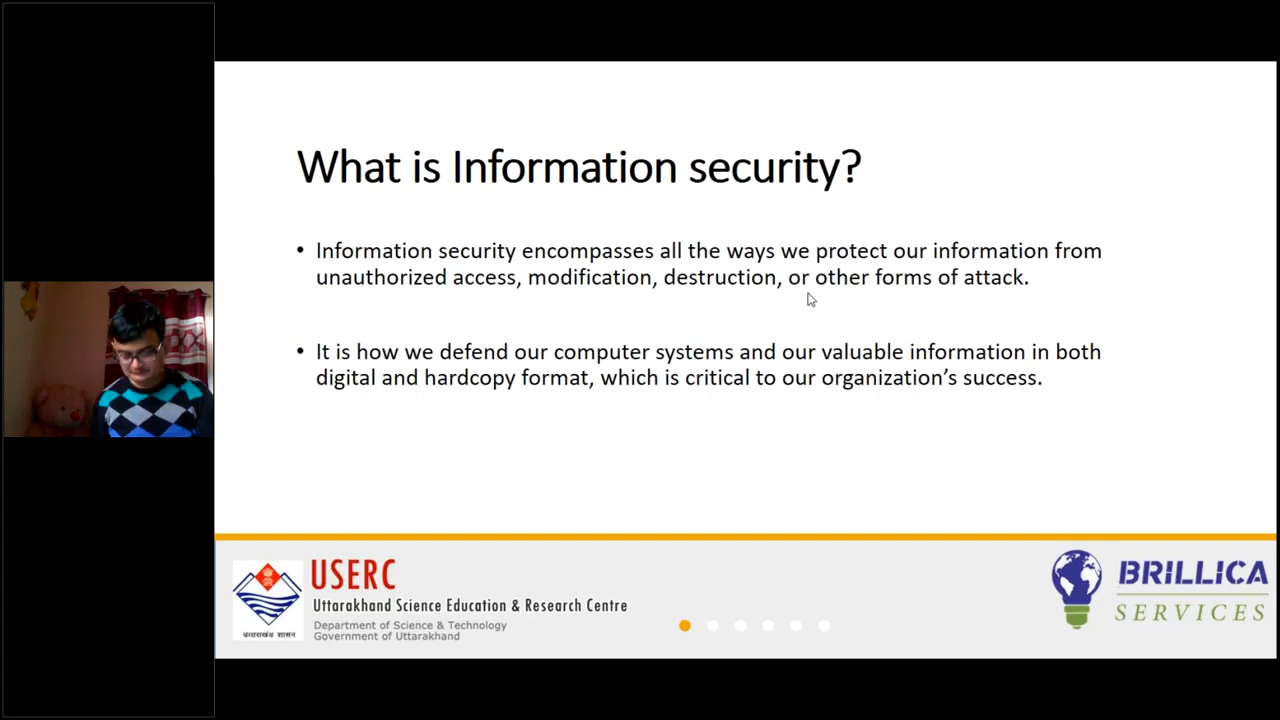 What is Information security?
• Information security encompasses all the ways we protect our information from
unauthorized access, modification, destruction, or other forms of attack.
• It is how we defend our computer systems and our valuable information in both
digital and hardcopy format, which is critical to our organization's success.
USERC
Uttarakhand Science Education & Research Centre
Department of Science & Technology
Government of Uttarakhand
उत्तराखंड शासन
BRILLICA
SERVICES